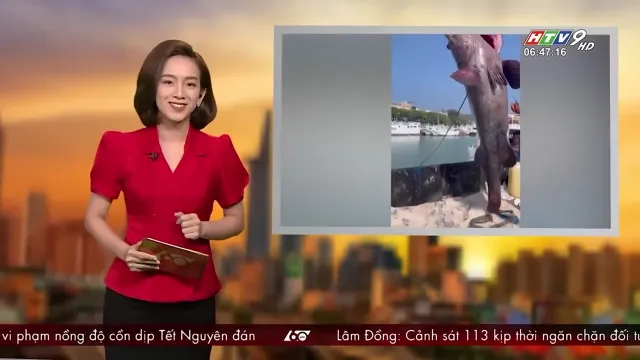 HTV9 HD
06:47:16
vi phạm nồng độ cồn dịp Tết Nguyên đán 60 Lâm Đồng: Cảnh sát 113 kịp thời ngăn chặn đối t